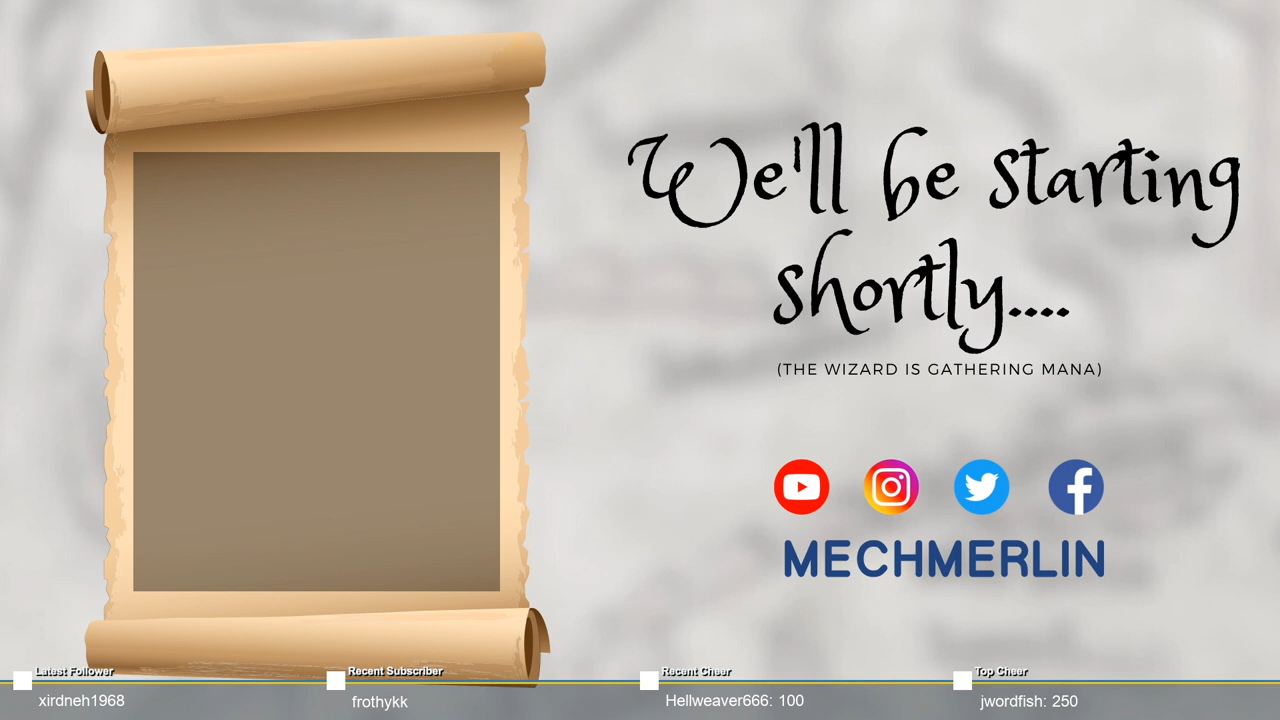 We'll be starting
shortly....
(THE WIZARD IS GATHERING MANA)
MECHMERLIN
Latest Follower
xirdneh1968
Recent Subscriber
frothykk
Recent Cheer
Hellweaver666: 100
Top Cheer
jwordfish: 250